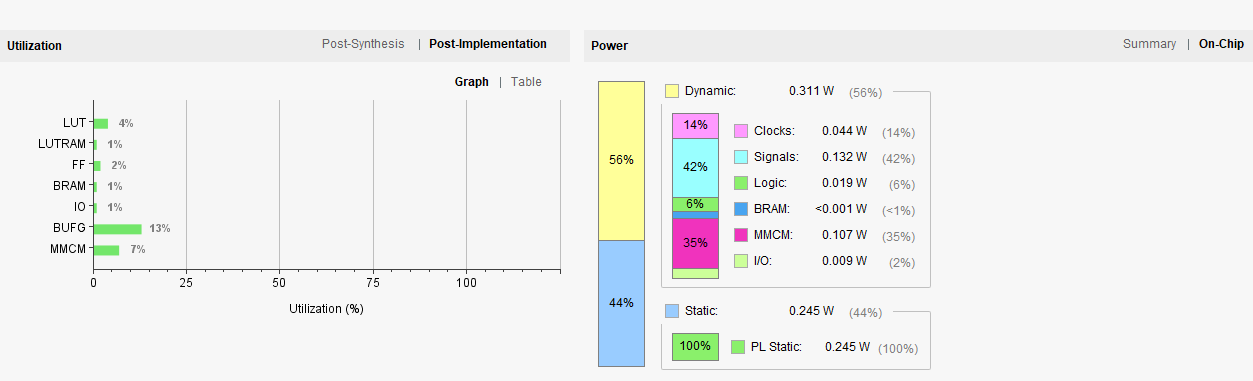 Utilization Post-Synthesis | Post-Implementation
Graph | Table
LUT 4%
LUTRAM 1%
FF 2%
BRAM 1%
IO 1%
BUFG 13%
MMCM 7%
0 25 50 75 100
Utilization (%)
Power Summary | On-Chip
56%
44%
Dynamic: 0.311 W (56%)
14%
42%
6%
35%
Clocks: 0.044 W (14%)
Signals: 0.132 W (42%)
Logic: 0.019 W (6%)
BRAM: <0.001 W (<1%)
MMCM: 0.107 W (35%)
I/O: 0.009 W (2%)
Static: 0.245 W (44%)
100% PL Static: 0.245 W (100%)